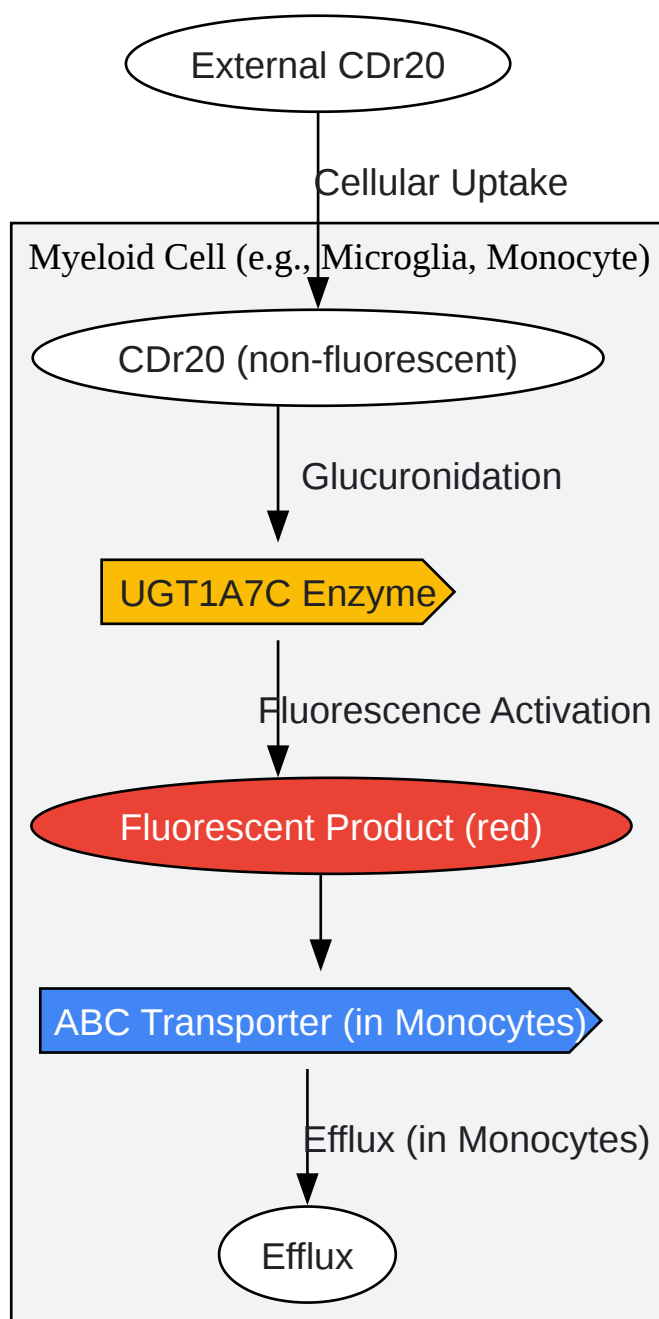 External CDr20
Cellular Uptake
Myeloid Cell (e.g., Microglia, Monocyte)
CDr20 (non-fluorescent)
Glucuronidation
UGT1A7C Enzyme
Fluorescence Activation
Fluorescent Product (red)
ABC Transporter (in Monocytes)
Efflux (in Monocytes)
Efflux